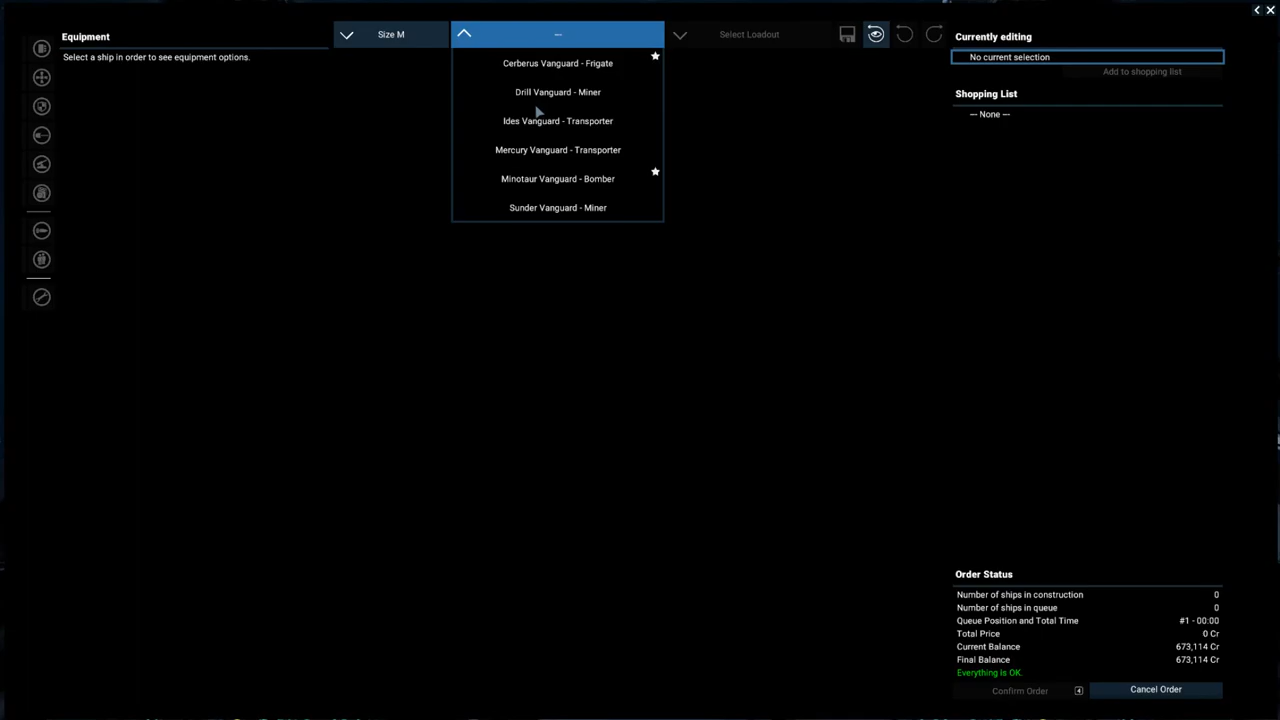 Equipment
Select a ship in order to see equipment options.
Size M
---
Select Loadout
Cerberus Vanguard - Frigate
Drill Vanguard - Miner
Ides Vanguard - Transporter
Mercury Vanguard - Transporter
Minotaur Vanguard - Bomber
Sunder Vanguard - Miner
Currently editing
No current selection
Add to shopping list
Shopping List
--- None ---
Order Status
Number of ships in construction 0
Number of ships in queue 0
Queue Position and Total Time #1 - 00:00
Total Price 0 Cr
Current Balance 673,114 Cr
Final Balance 673,114 Cr
Everything is OK.
Confirm Order
Cancel Order